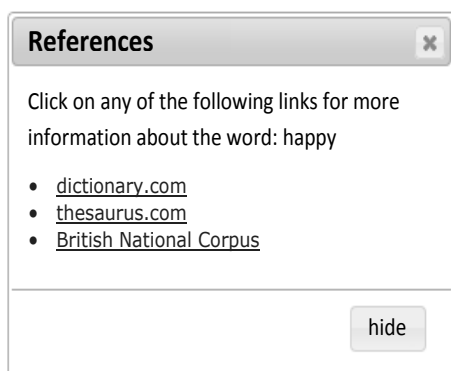 References
Click on any of the following links for more
information about the word: happy
• dictionary.com
• thesaurus.com
• British National Corpus
hide